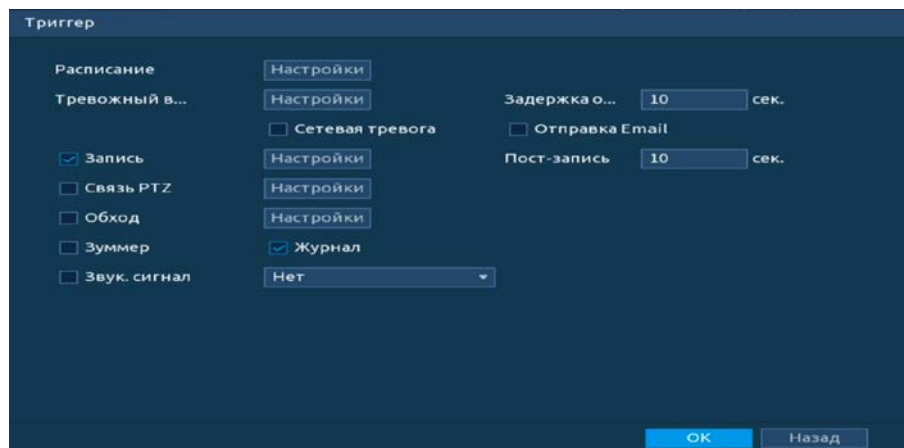 Триггер
Расписание Настройки
Тревожный в... Настройки Задержка о... 10 сек.
Сетевая тревога Отправка Email
Запись Настройки Пост-запись 10 сек.
Связь PTZ Настройки
Обход Настройки
Зуммер Журнал
Звук. сигнал Нет
OK Назад